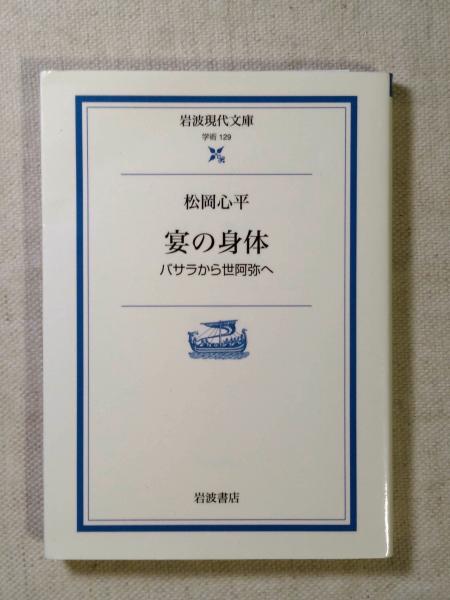 岩波現代文庫
学術 129
松岡心平
宴の身体
バサラから世阿弥へ
岩波書店